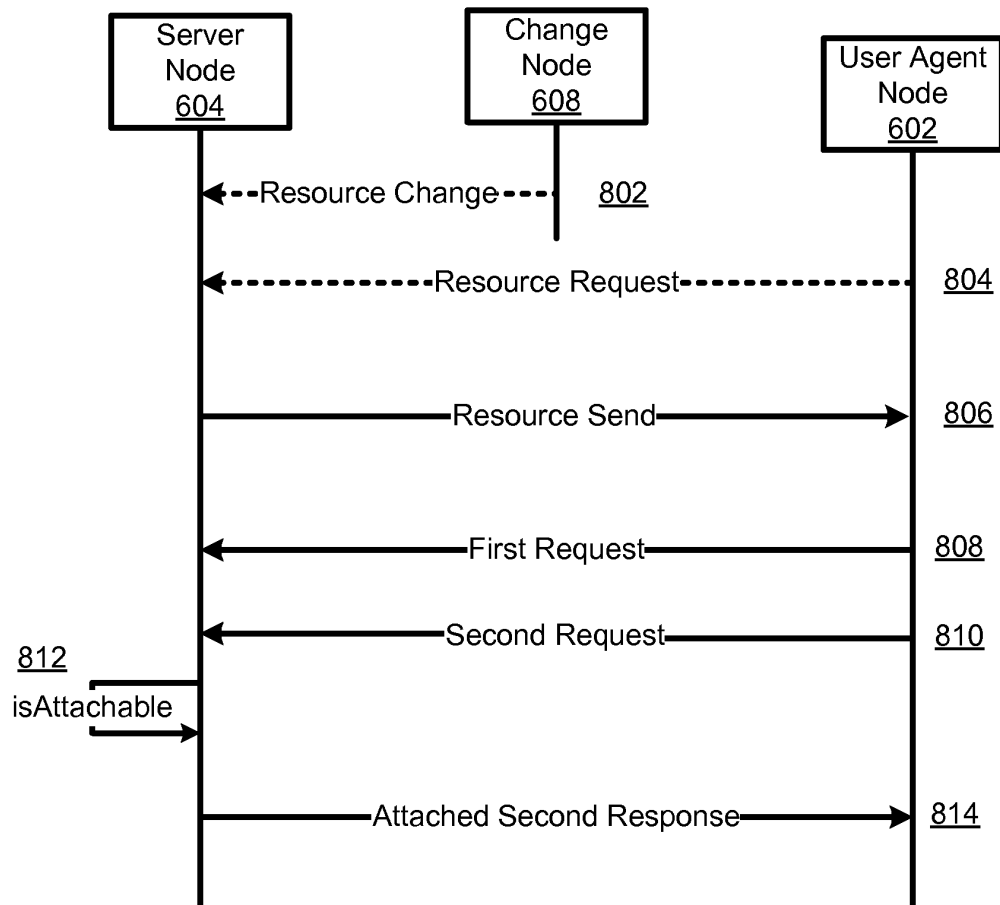 Server
Node
604
Change
Node
608
User Agent
Node
602
Resource Change
802
Resource Request
804
Resource Send
806
First Request
808
Second Request
810
812
isAttachable
Attached Second Response
814